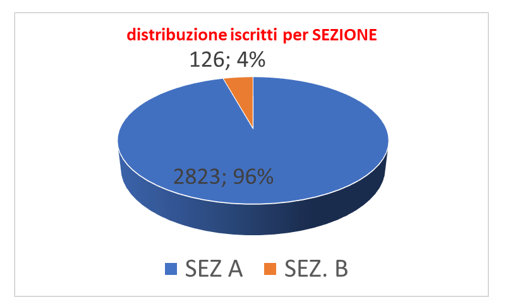 distribuzione iscritti per SEZIONE
126; 4%
2823; 96%
SEZ A SEZ. B